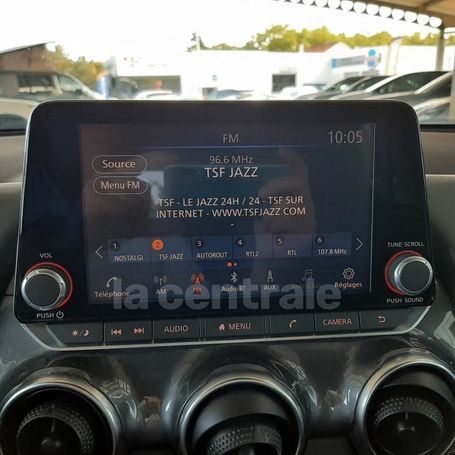 FM
10:05
Source
96.6 MHz
TSF JAZZ
Menu FM
TSF - LE JAZZ 24H / 24 - TSF SUR
INTERNET - WWW.TSFJAZZ.COM
-
1 2 3 4 5 6
NOSTALGI TSF JAZZ AUTOROUT RTL2 RTL 107.8 MHz
VOL
TUNE·SCROLL
Téléphone AM FM Audio BT AUX Réglages
la centrale
PUSH
PUSH SOUND
AUDIO MENU CAMERA